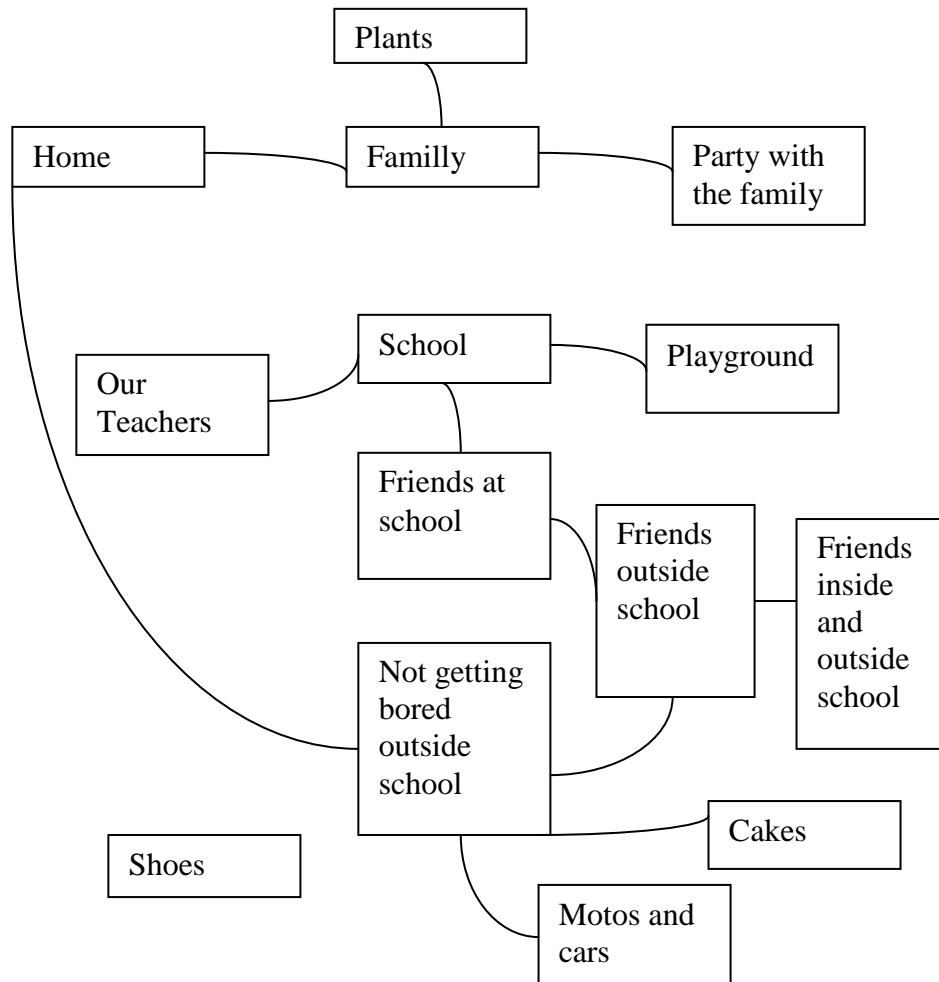 Plants
Home
Familly
Party with
the family
School
Playground
Our
Teachers
Friends at
school
Friends
outside
school
Friends
inside
and
outside
school
Not getting
bored
outside
school
Cakes
Shoes
Motos and
cars